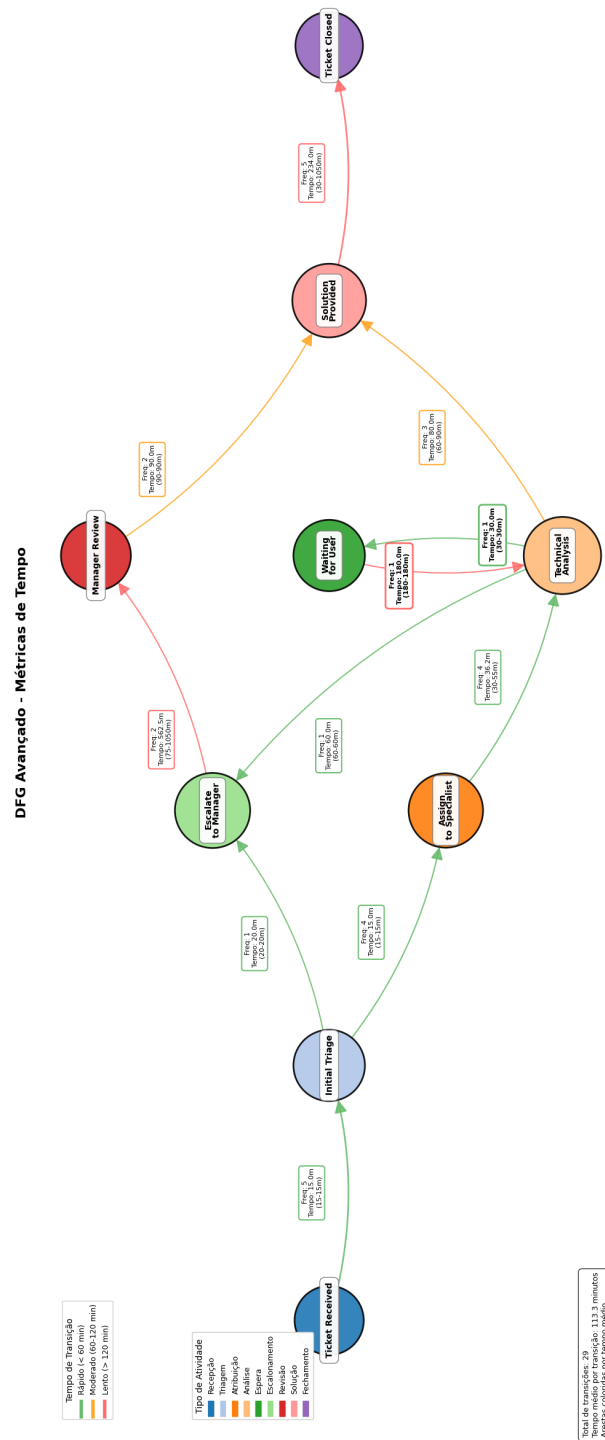 DFG Avançado - Métricas de Tempo
Tempo de Transição
Rápido (< 60 min)
Moderado (60-120 min)
Lento (> 120 min)
Tipo de Atividade
Recepção
Triagem
Atribuição
Análise
Espera
Escalonamento
Revisão
Solução
Fechamento
Total de transições: 29
Tempo médio por transição: 113.3 minutos
Arestas coloridas por tempo médio
Ticket Received
Freq: 5
Tempo: 15.0m
(15-15m)
Initial Triage
Freq: 1
Tempo: 20.0m
(20-20m)
Freq: 4
Tempo: 15.0m
(15-15m)
Escalate
to Manager
Assign
to Specialist
Freq: 2
Tempo: 562.5m
(75-1050m)
Freq: 1
Tempo: 60.0m
(60-60m)
Freq: 4
Tempo: 36.2m
(30-55m)
Manager Review
Waiting
for User
Freq: 1
Tempo: 180.0m
(180-180m)
Freq: 1
Tempo: 30.0m
(30-30m)
Technical
Analysis
Freq: 2
Tempo: 90.0m
(90-90m)
Freq: 3
Tempo: 80.0m
(60-90m)
Solution
Provided
Freq: 5
Tempo: 234.0m
(30-1050m)
Ticket Closed